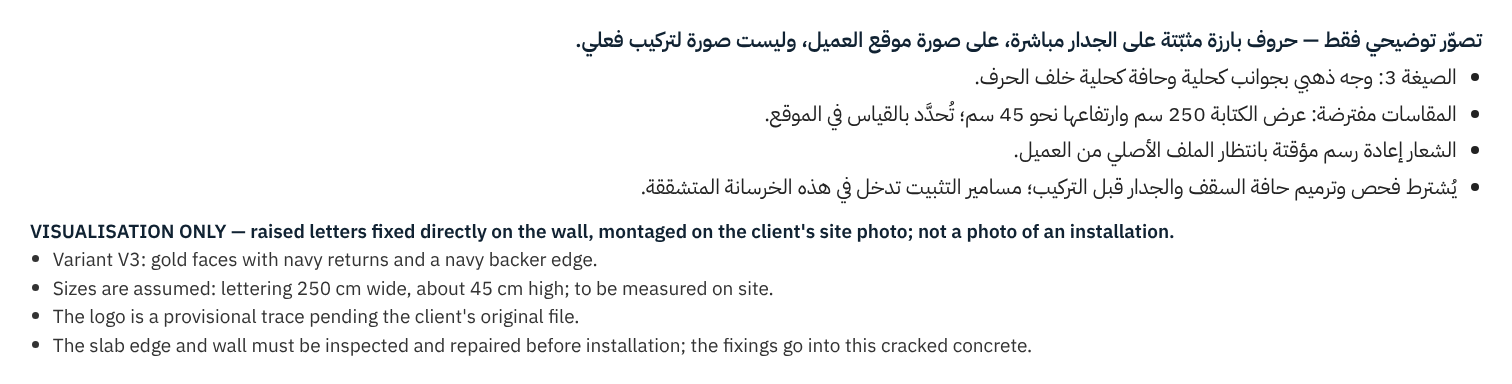 تصوّر توضيحي فقط — حروف بارزة مثبّتة على الجدار مباشرة، على صورة موقع العميل، وليست صورة لتركيب فعلي.
• الصيغة 3: وجه ذهبي بجوانب كحلية وحافة كحلية خلف الحرف.
• المقاسات مفترضة: عرض الكتابة 250 سم وارتفاعها نحو 45 سم؛ تُحدَّد بالقياس في الموقع.
• الشعار إعادة رسم مؤقتة بانتظار الملف الأصلي من العميل.
• يُشترط فحص وترميم حافة السقف والجدار قبل التركيب؛ مسامير التثبيت تدخل في هذه الخرسانة المتشققة.
VISUALISATION ONLY — raised letters fixed directly on the wall, montaged on the client's site photo; not a photo of an installation.
• Variant V3: gold faces with navy returns and a navy backer edge.
• Sizes are assumed: lettering 250 cm wide, about 45 cm high; to be measured on site.
• The logo is a provisional trace pending the client's original file.
• The slab edge and wall must be inspected and repaired before installation; the fixings go into this cracked concrete.